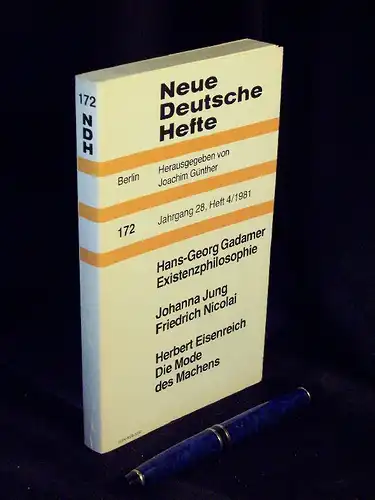 172
NDH
Neue
Deutsche
Hefte
Berlin
Herausgegeben von
Joachim Günther
172
Jahrgang 28, Heft 4/1981
Hans-Georg Gadamer
Existenzphilosophie
Johanna Jung
Friedrich Nicolai
Herbert Eisenreich
Die Mode
des Machens